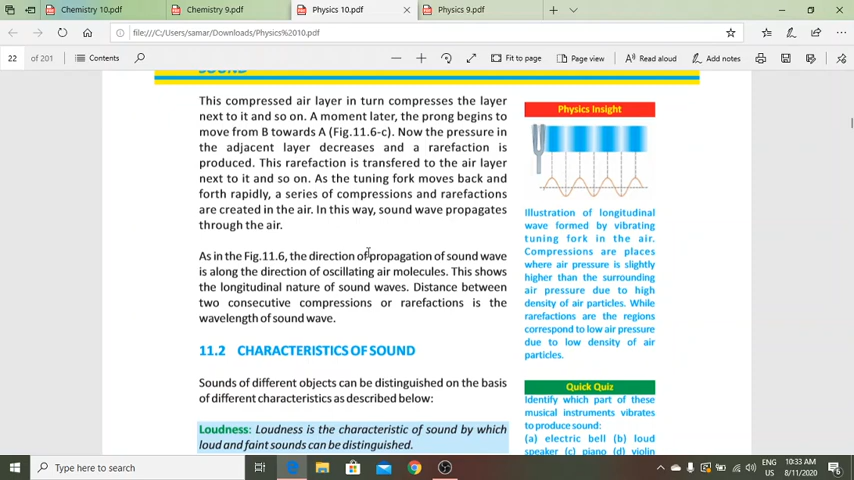 Chemistry 10.pdf
Chemistry 9.pdf
Physics 10.pdf
Physics 9.pdf
file:///C:/Users/samar/Downloads/Physics%2010.pdf
22 of 201 Contents Fit to page Page view Read aloud Add notes
SOUND
This compressed air layer in turn compresses the layer
next to it and so on. A moment later, the prong begins to
move from B towards A (Fig.11.6-c). Now the pressure in
the adjacent layer decreases and a rarefaction is
produced. This rarefaction is transfered to the air layer
next to it and so on. As the tuning fork moves back and
forth rapidly, a series of compressions and rarefactions
are created in the air. In this way, sound wave propagates
through the air.
As in the Fig.11.6, the direction of propagation of sound wave
is along the direction of oscillating air molecules. This shows
the longitudinal nature of sound waves. Distance between
two consecutive compressions or rarefactions is the
wavelength of sound wave.
11.2 CHARACTERISTICS OF SOUND
Sounds of different objects can be distinguished on the basis
of different characteristics as described below:
Loudness: Loudness is the characteristic of sound by which
loud and faint sounds can be distinguished.
Physics Insight
Illustration of longitudinal
wave formed by vibrating
tuning fork in the air.
Compressions are places
where air pressure is slightly
higher than the surrounding
air pressure due to high
density of air particles. While
rarefactions are the regions
correspond to low air pressure
due to low density of air
particles.
Quick Quiz
Identify which part of these
musical instruments vibrates
to produce sound:
(a) electric bell (b) loud
speaker (c) piano (d) violin
Type here to search
ENG
US
10:33 AM
8/11/2020
6